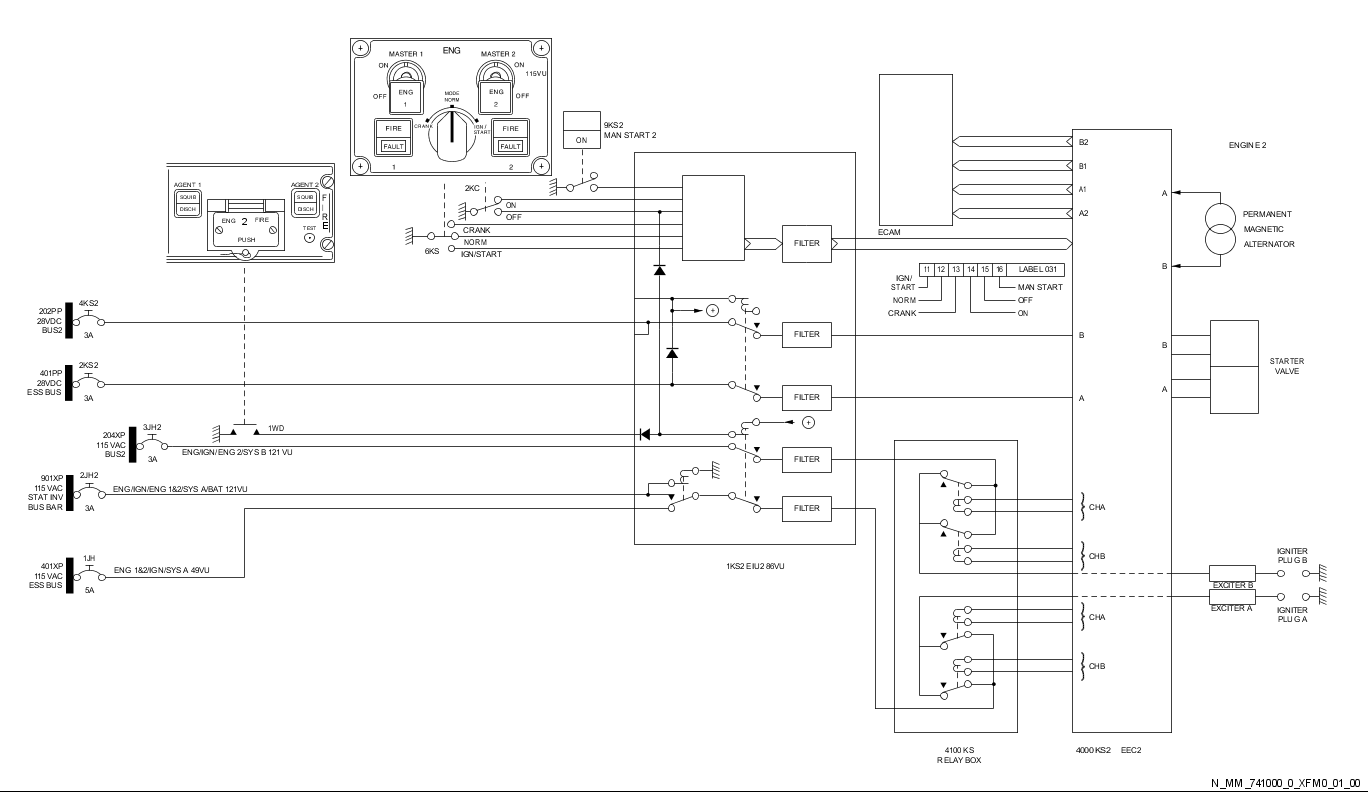 MASTER 1
ENG
MASTER 2
ON
ON
115VU
OFF
ENG
1
MODE
NORM
ENG
2
OFF
CRANK
IGN/
START
FIRE
FAULT
FIRE
FAULT
1
2
9KS2
MAN START 2
ON
AGENT 1
SQUIB
DISCH
AGENT 2
SQUIB
DISCH
ENG 2 FIRE
PUSH
TEST
F
I
R
E
2KC
ON
OFF
CRANK
NORM
IGN/START
6KS
FILTER
ECAM
B2
B1
A1
A2
ENGINE 2
A
B
PERMANENT
MAGNETIC
ALTERNATOR
IGN/
START
NORM
CRANK
11 12 13 14 15 16 LABEL 031
MAN START
OFF
ON
202PP
28VDC
BUS2
4KS2
3A
+
FILTER
B
B
A
STARTER
VALVE
401PP
28VDC
ESS BUS
2KS2
3A
FILTER
A
204XP
115 VAC
BUS2
3JH2
3A
1WD
+
ENG/IGN/ENG 2/SYS B 121 VU
FILTER
901XP
115 VAC
STAT INV
BUS BAR
2JH2
3A
ENG/IGN/ENG 1&2/SYS A/BAT 121VU
FILTER
401XP
115 VAC
ESS BUS
1JH
5A
ENG 1&2/IGN/SYS A 49VU
1KS2 EIU2 86VU
CHA
CHB
CHA
CHB
EXCITER B
EXCITER A
IGNITER
PLUG B
IGNITER
PLUG A
4100 KS
RELAY BOX
4000 KS2 EEC2
N_MM_741000_0_XFM0_01_00